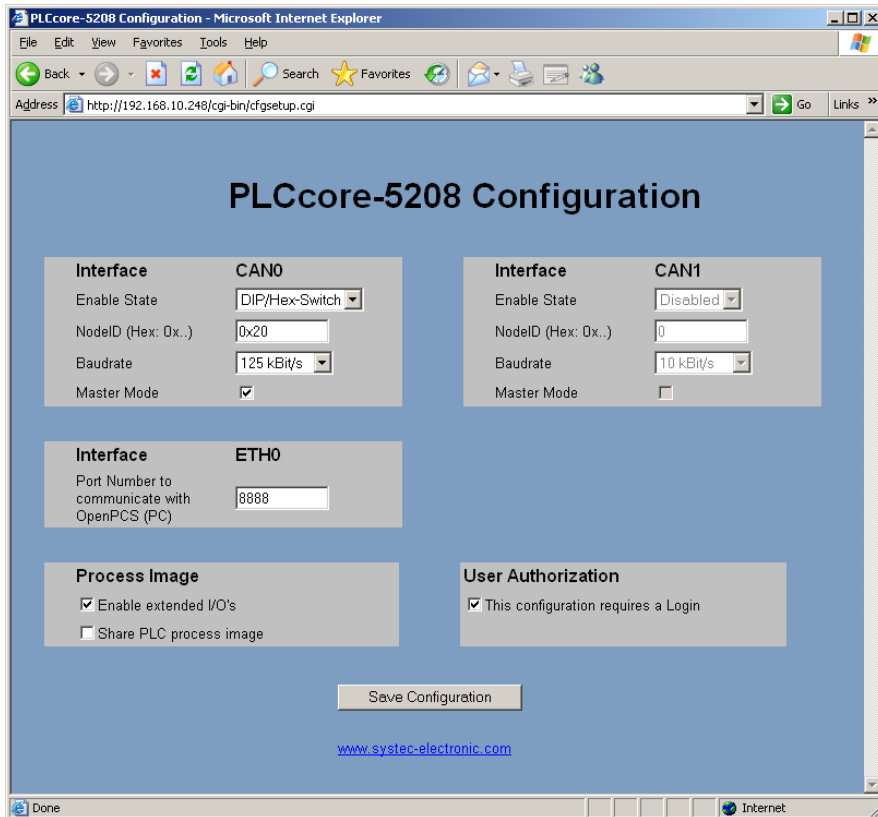 PLCcore-5208 Configuration - Microsoft Internet Explorer
File Edit View Favorites Tools Help
Back Search Favorites
Address http://192.168.10.248/cgi-bin/cfgsetup.cgi Go Links »
PLCcore-5208 Configuration
Interface CAN0
Enable State DIP/Hex-Switch
NodeID (Hex: 0x..) 0x20
Baudrate 125 kBit/s
Master Mode
Interface CAN1
Enable State Disabled
NodeID (Hex: 0x..) 0
Baudrate 10 kBit/s
Master Mode
Interface ETH0
Port Number to
communicate with
OpenPCS (PC)
8888
Process Image
Enable extended I/O's
Share PLC process image
User Authorization
This configuration requires a Login
Save Configuration
www.systec-electronic.com
Done Internet